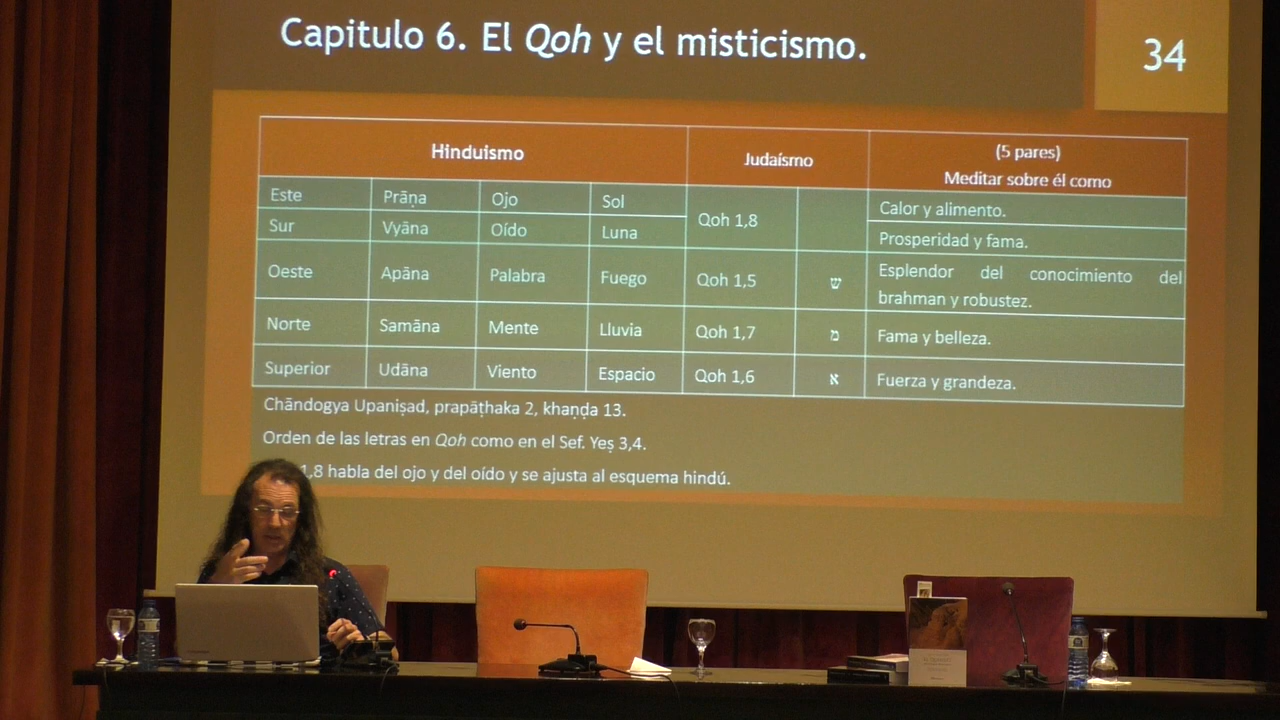 Capitulo 6. El Qoh y el misticismo.
34
Hinduismo
Judaísmo
(5 pares)
Meditar sobre él como
Este Prāṇa Ojo Sol
Qoh 1,8
Calor y alimento.
Sur Vyāna Oído Luna
Prosperidad y fama.
Oeste Apāna Palabra Fuego Qoh 1,5 ש
Esplendor del conocimiento del
brahman y robustez.
Norte Samāna Mente Lluvia Qoh 1,7 מ Fama y belleza.
Superior Udāna Viento Espacio Qoh 1,6 א Fuerza y grandeza.
Chāndogya Upaniṣad, prapāṭhaka 2, khaṇḍa 13.
Orden de las letras en Qoh como en el Sef. Yeṣ 3,4.
1,8 habla del ojo y del oído y se ajusta al esquema hindú.